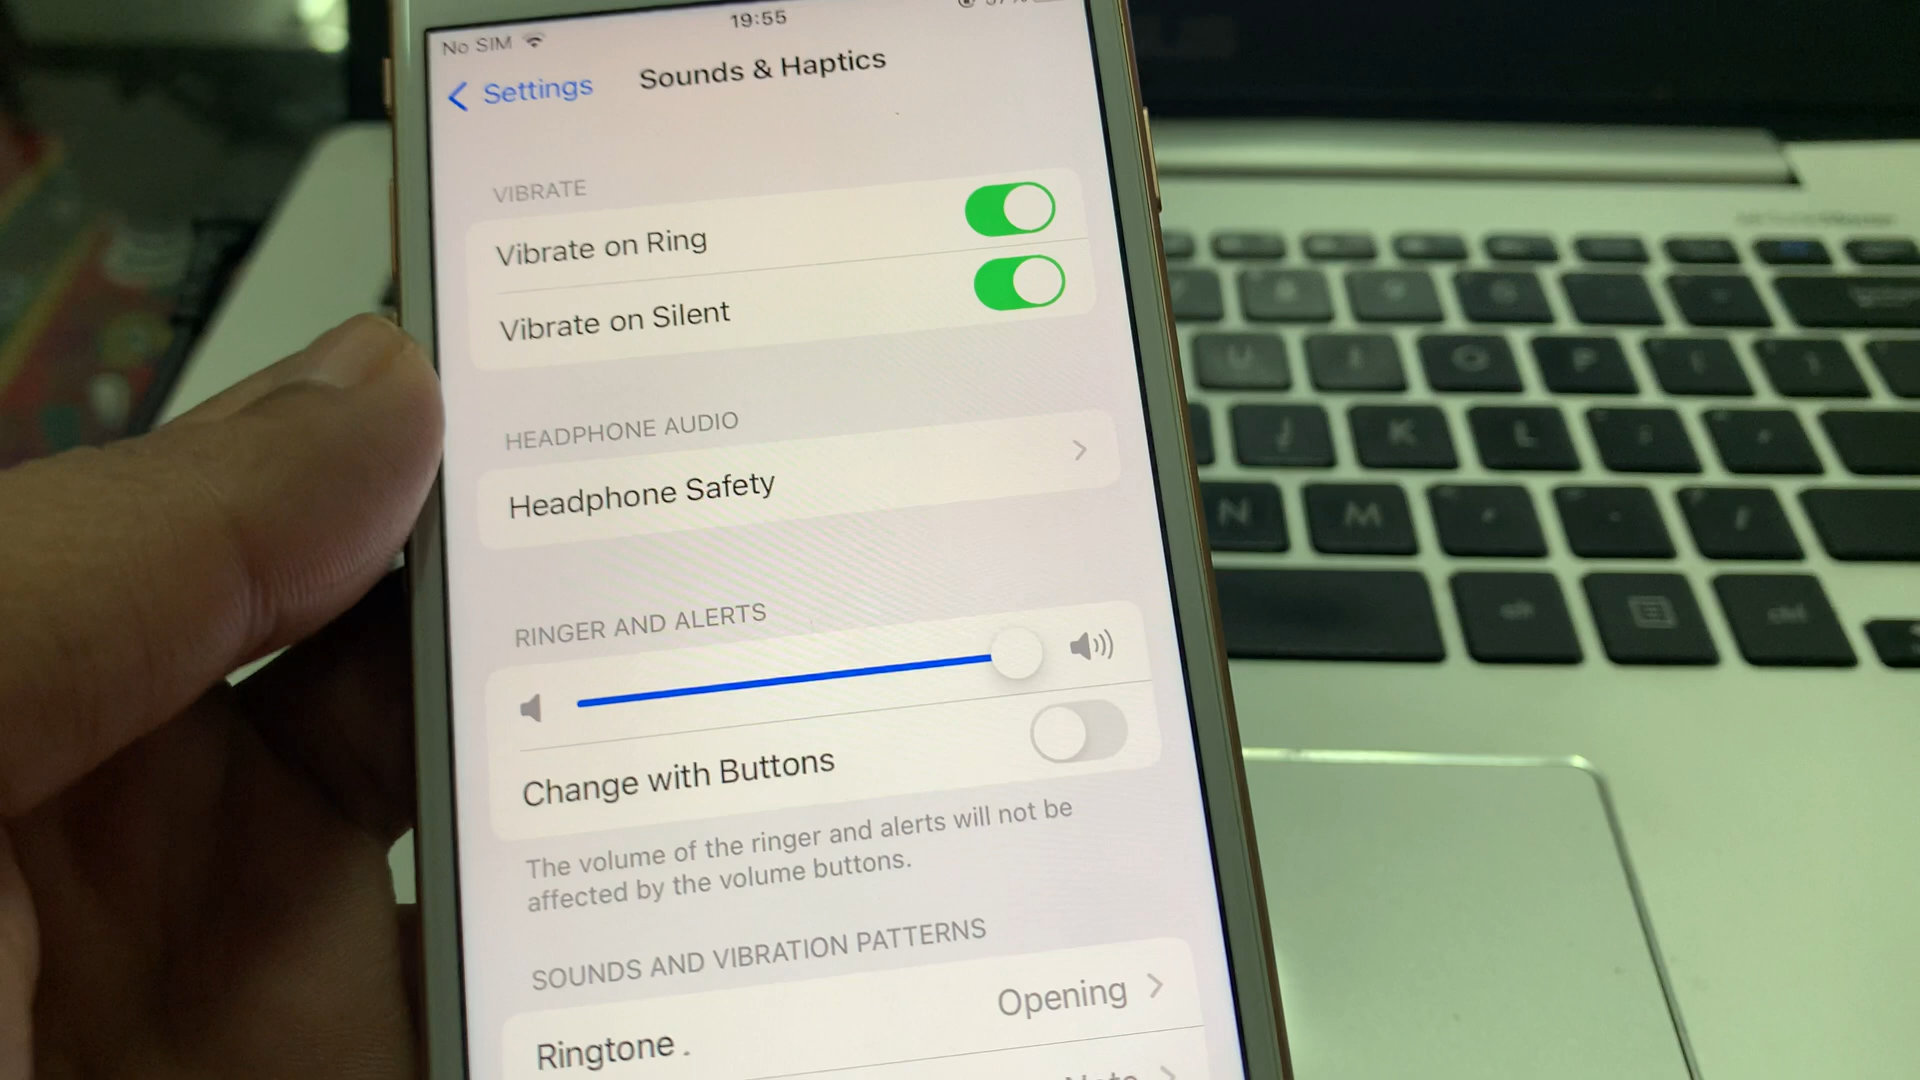 19:55
No SIM
Settings
Sounds & Haptics
VIBRATE
Vibrate on Ring
Vibrate on Silent
HEADPHONE AUDIO
Headphone Safety
RINGER AND ALERTS
Change with Buttons
The volume of the ringer and alerts will not be
affected by the volume buttons.
SOUNDS AND VIBRATION PATTERNS
Ringtone
Opening
U
I
O
P
J
K
L
N
M
alt
ctrl